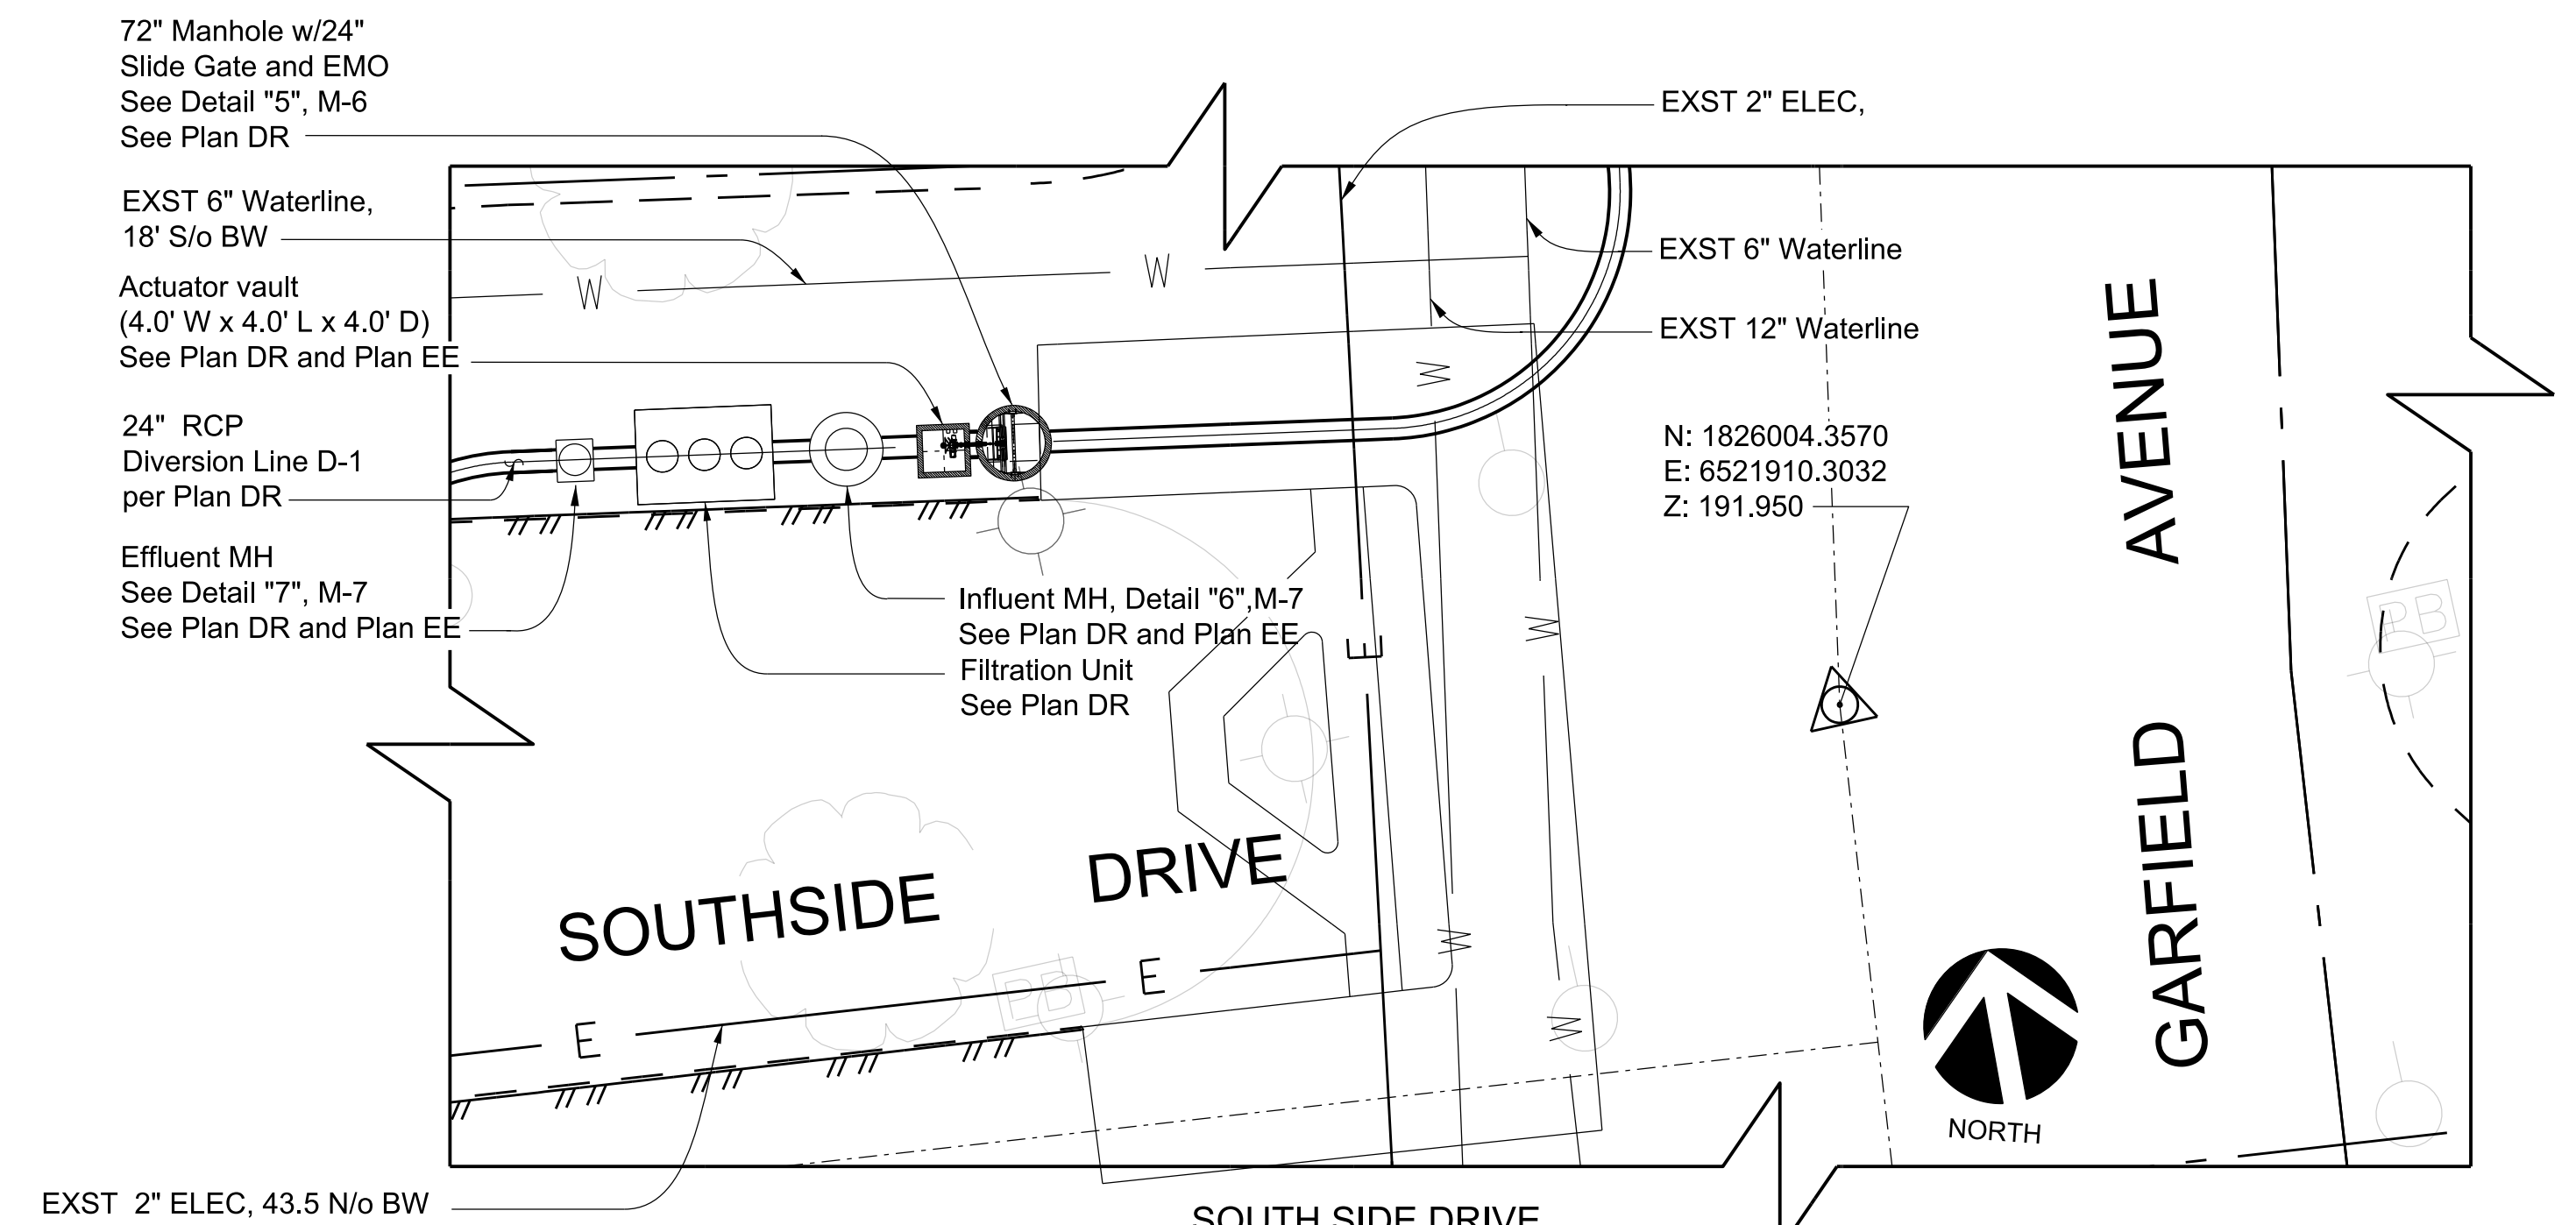 72" Manhole w/24"
Slide Gate and EMO
See Detail "5", M-6
See Plan DR
EXST 6" Waterline,
18' S/o BW
Actuator vault
(4.0' W x 4.0' L x 4.0' D)
See Plan DR and Plan EE
24" RCP
Diversion Line D-1
per Plan DR
Effluent MH
See Detail "7", M-7
See Plan DR and Plan EE
EXST 2" ELEC, 43.5 N/o BW
Influent MH, Detail "6",M-7
See Plan DR and Plan EE
Filtration Unit
See Plan DR
EXST 2" ELEC,
EXST 6" Waterline
EXST 12" Waterline
N: 1826004.3570
E: 6521910.3032
Z: 191.950
W
W
W
W
W
W
E
E
E
PB
PB
SOUTHSIDE DRIVE
GARFIELD AVENUE
NORTH
SOUTH SIDE DRIVE